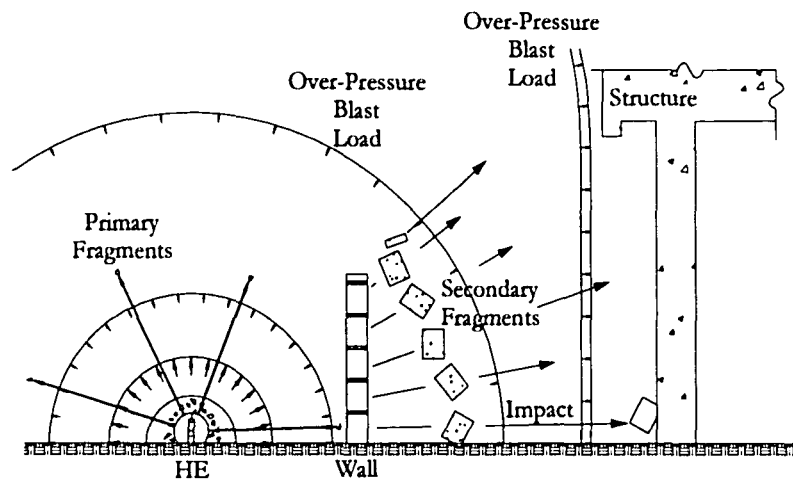 Over-Pressure
Blast
Load
Over-Pressure
Blast
Load
Structure
Primary
Fragments
Secondary
Fragments
Impact
HE
Wall